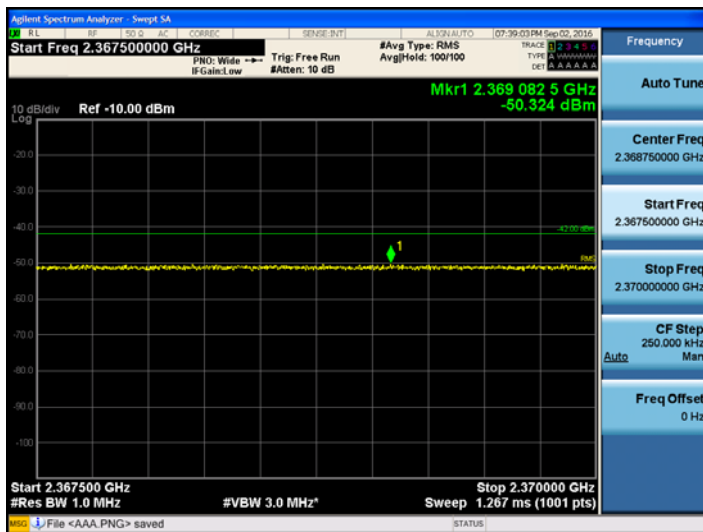 Agilent Spectrum Analyzer - Swept SA
RL RF 50 Ω AC CORREC SENSE:INT ALIGN AUTO 07:39:03 PM Sep 02, 2016
Start Freq 2.367500000 GHz
PNO: Wide
IFGain:Low
Trig: Free Run
#Atten: 10 dB
#Avg Type: RMS
Avg|Hold: 100/100
TRACE 1 2 3 4 5 6
TYPE A WWWWW
DET A A A A A A
Mkr1 2.369 082 5 GHz
-50.324 dBm
10 dB/div Ref -10.00 dBm
Log
-20.0
-30.0
-40.0
-42.00 dBm
1
-50.0
RMS
-60.0
-70.0
-80.0
-90.0
-100
Start 2.367500 GHz Stop 2.370000 GHz
#Res BW 1.0 MHz #VBW 3.0 MHz* Sweep 1.267 ms (1001 pts)
MSG File <AAA.PNG> saved STATUS
Frequency
Auto Tune
Center Freq
2.368750000 GHz
Start Freq
2.367500000 GHz
Stop Freq
2.370000000 GHz
CF Step
250.000 kHz
Auto Man
Freq Offset
0 Hz